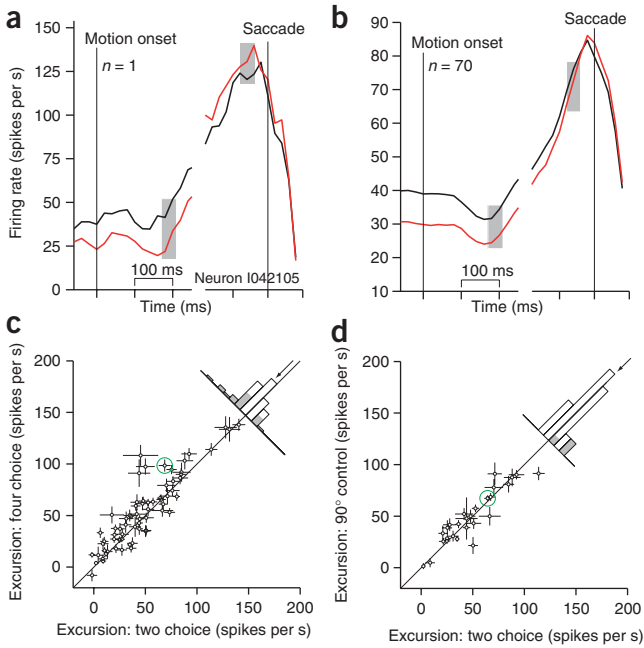 a
Motion onset
n = 1
Saccade
Firing rate (spikes per s)
150
125
100
75
50
25
0
100 ms
Neuron I042105
Time (ms)
b
Motion onset
n = 70
Saccade
90
80
70
60
50
40
30
20
10
100 ms
Time (ms)
c
Excursion: four choice (spikes per s)
200
150
100
50
0
0 50 100 150 200
Excursion: two choice (spikes per s)
d
Excursion: 90° control (spikes per s)
200
150
100
50
0
0 50 100 150 200
Excursion: two choice (spikes per s)